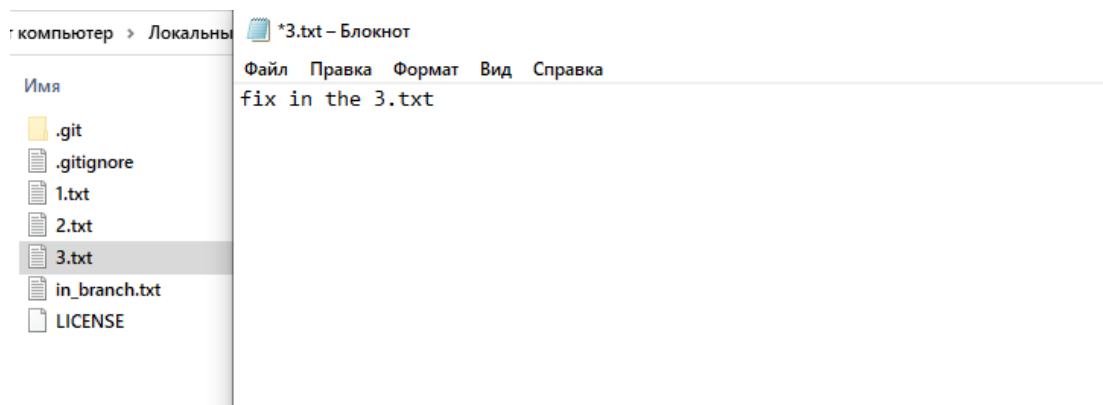 компьютер > Локальны
Имя
.git
.gitignore
1.txt
2.txt
3.txt
in_branch.txt
LICENSE
*3.txt – Блокнот
Файл Правка Формат Вид Справка
fix in the 3.txt